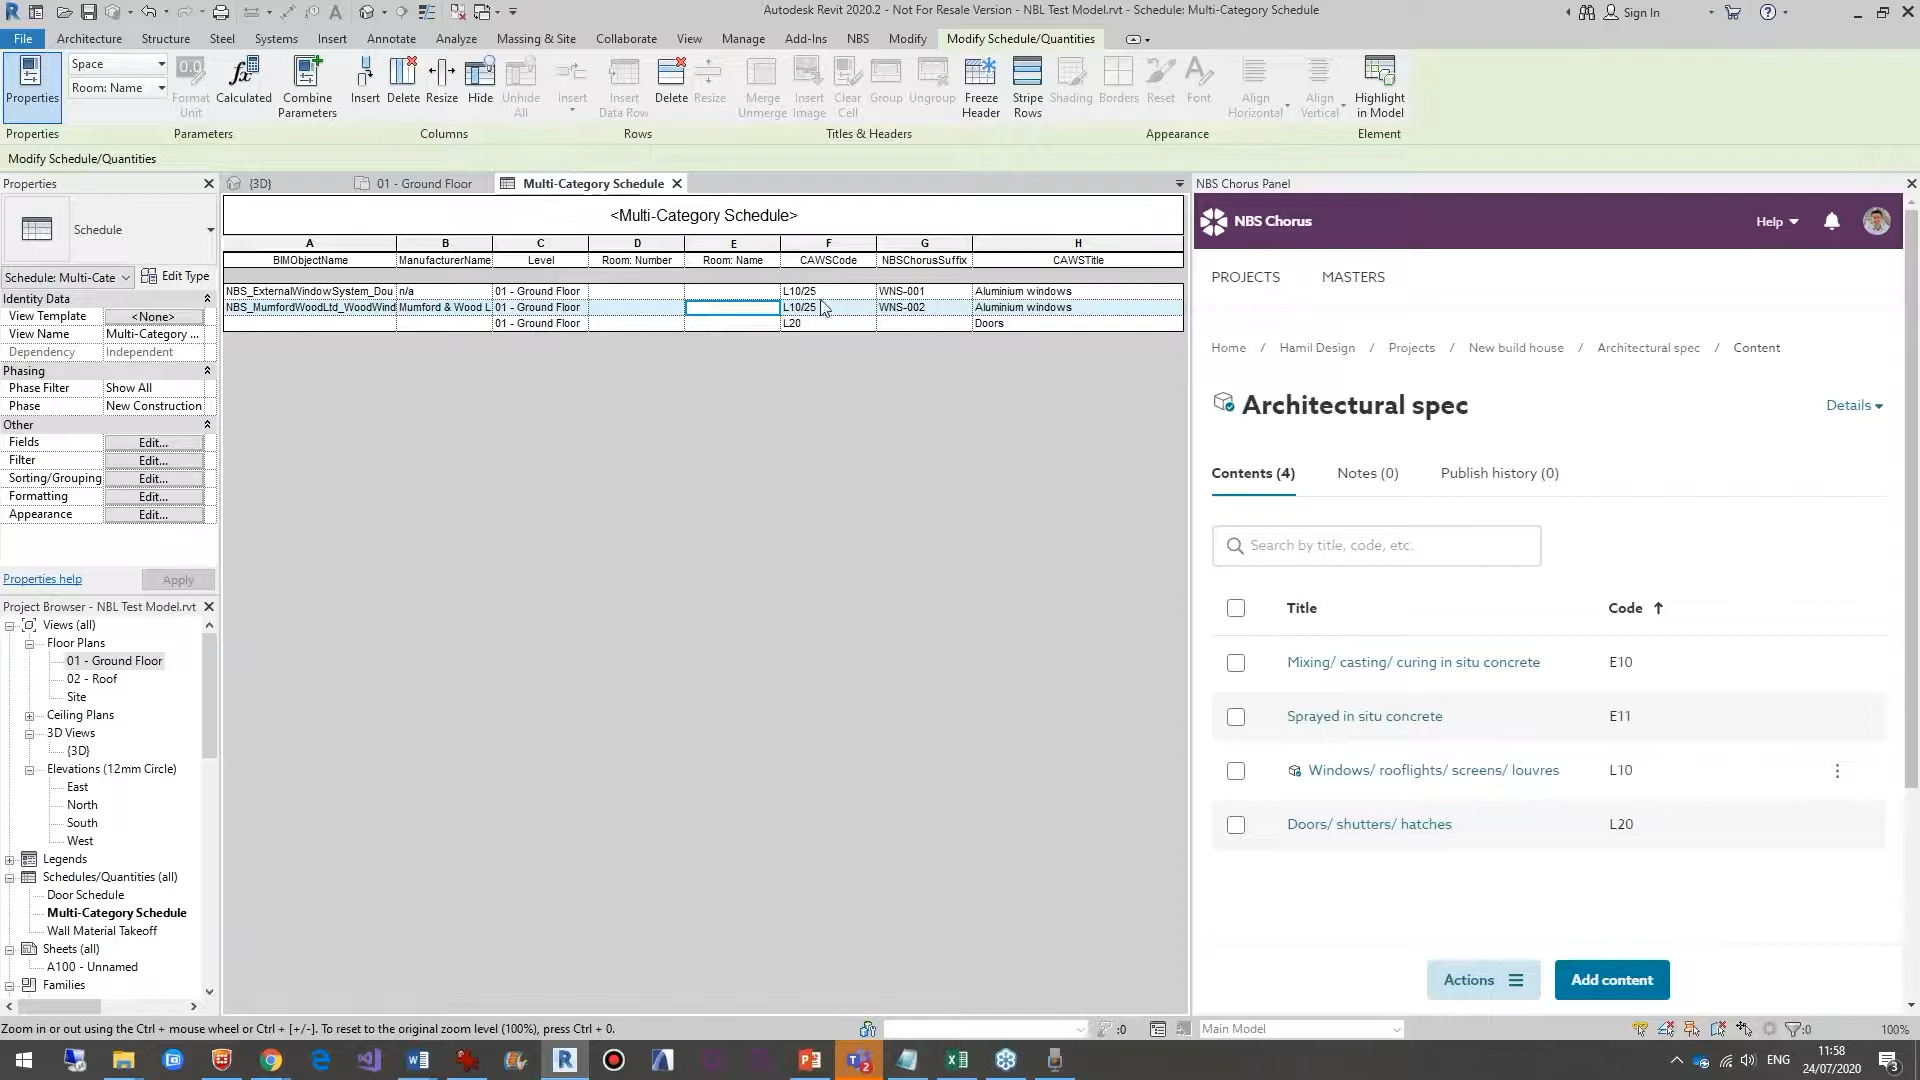 Autodesk Revit 2020.2 - Not For Resale Version - NBL Test Model.rvt - Schedule: Multi-Category Schedule
Sign In
File Architecture Structure Steel Systems Insert Annotate Analyze Massing & Site Collaborate View Manage Add-Ins NBS Modify Modify Schedule/Quantities
Properties
Space
Room: Name
Format Unit
Calculated
Combine Parameters
Insert Delete Resize Hide Unhide All
Insert
Insert Data Row
Delete Resize
Merge Unmerge
Insert Image
Clear Cell
Group Ungroup
Freeze Header
Stripe Rows
Shading Borders Reset Font
Align Horizontal
Align Vertical
Highlight in Model
Properties Parameters Columns Rows Titles & Headers Appearance Element
Modify Schedule/Quantities
Properties
Schedule
Schedule: Multi-Cate
Edit Type
Identity Data
View Template <None>
View Name Multi-Category ...
Dependency Independent
Phasing
Phase Filter Show All
Phase New Construction
Other
Fields Edit...
Filter Edit...
Sorting/Grouping Edit...
Formatting Edit...
Appearance Edit...
Properties help
Apply
Project Browser - NBL Test Model.rvt
Views (all)
Floor Plans
01 - Ground Floor
02 - Roof
Site
Ceiling Plans
3D Views
{3D}
Elevations (12mm Circle)
East
North
South
West
Legends
Schedules/Quantities (all)
Door Schedule
Multi-Category Schedule
Wall Material Takeoff
Sheets (all)
A100 - Unnamed
Families
{3D} 01 - Ground Floor Multi-Category Schedule
<Multi-Category Schedule>
A B C D E F G H
BIMObjectName ManufacturerName Level Room: Number Room: Name CAWSCode NBSChorusSuffix CAWSTitle
NBS_ExternalWindowSystem_Dou n/a 01 - Ground Floor L10/25 WNS-001 Aluminium windows
NBS_MumfordWoodLtd_WoodWind Mumford & Wood L 01 - Ground Floor L10/25 WNS-002 Aluminium windows
01 - Ground Floor L20 Doors
NBS Chorus Panel
NBS Chorus
Help
PROJECTS MASTERS
Home / Hamil Design / Projects / New build house / Architectural spec / Content
Architectural spec
Details
Contents (4) Notes (0) Publish history (0)
Search by title, code, etc.
Title Code
Mixing/ casting/ curing in situ concrete E10
Sprayed in situ concrete E11
Windows/ rooflights/ screens/ louvres L10
Doors/ shutters/ hatches L20
Actions
Add content
Zoom in or out using the Ctrl + mouse wheel or Ctrl + [+/-]. To reset to the original zoom level (100%), press Ctrl + 0.
:0
Main Model
:0
100%
ENG
11:58
24/07/2020